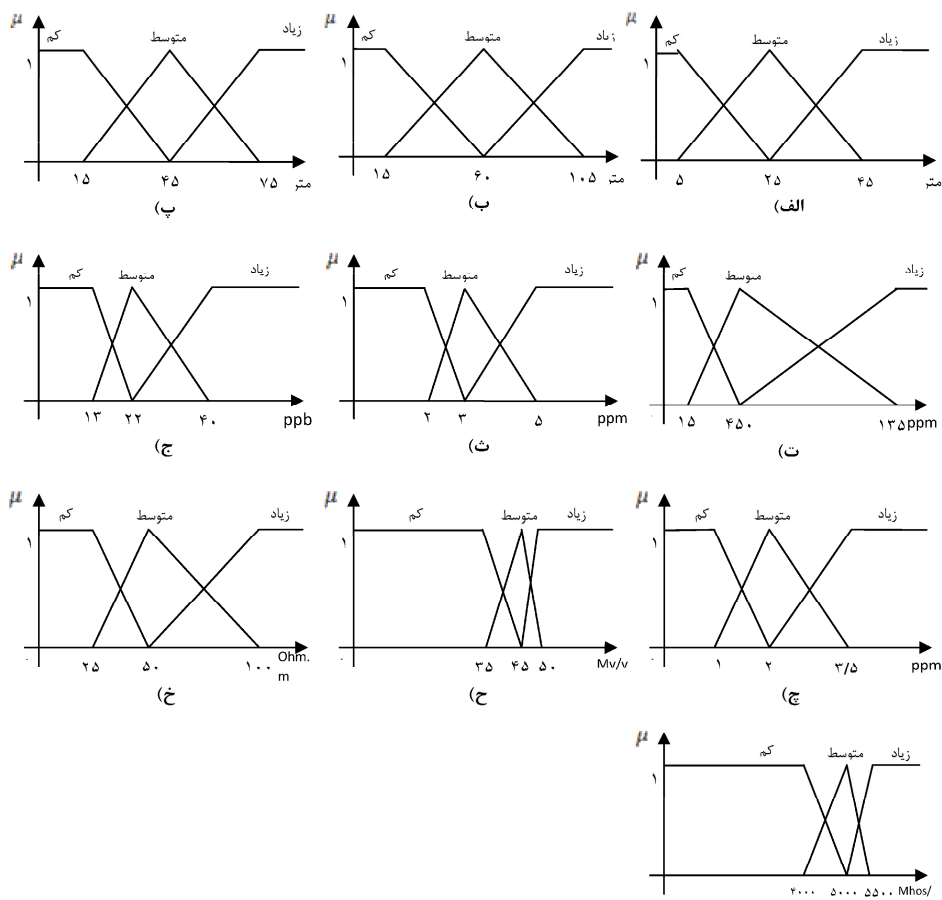 μ کم متوسط زیاد
۱
۵ ۲۵ ۴۵ متر
الف)
μ کم متوسط زیاد
۱
۱۵ ۶۰ ۱۰۵ متر
ب)
μ کم متوسط زیاد
۱
۱۵ ۴۵ ۷۵ متر
پ)
μ کم متوسط زیاد
۱
۱۵ ۴۵۰ ۱۳۵ ppm
ت)
μ کم متوسط زیاد
۱
۲ ۳ ۵ ppm
ث)
μ کم متوسط زیاد
۱
۱۳ ۲۲ ۴۰ ppb
ج)
μ کم متوسط زیاد
۱
۱ ۲ ۳/۵ ppm
چ)
μ کم متوسط زیاد
۱
۳۵ ۴۵ ۵۰ Mv/v
ح)
μ کم متوسط زیاد
۱
۲۵ ۵۰ ۱۰۰ Ohm.
m
خ)
μ کم متوسط زیاد
۱
۴۰۰۰ ۵۰۰۰ ۵۵۰۰ Mhos/